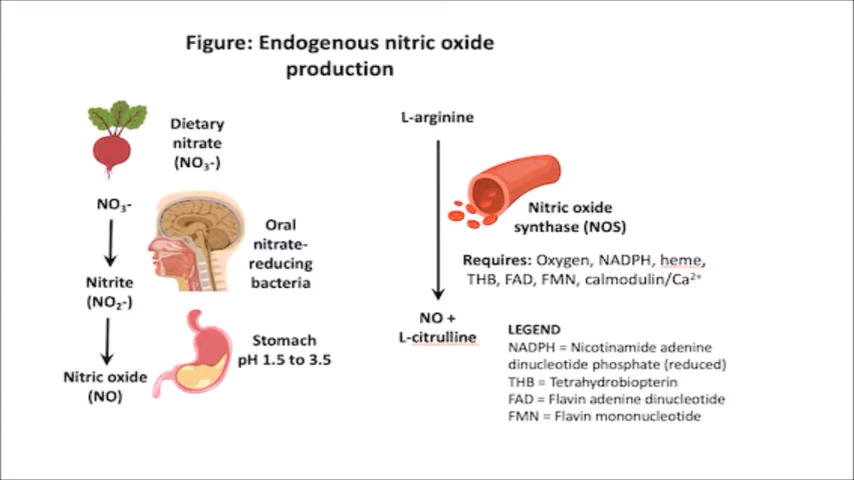 Figure: Endogenous nitric oxide
production
Dietary
nitrate
(NO₃-)
NO₃-
Oral
nitrate-
reducing
bacteria
Nitrite
(NO₂-)
Stomach
pH 1.5 to 3.5
Nitric oxide
(NO)
L-arginine
Nitric oxide
synthase (NOS)
Requires: Oxygen, NADPH, heme,
THB, FAD, FMN, calmodulin/Ca²⁺
NO +
L-citrulline
LEGEND
NADPH = Nicotinamide adenine
dinucleotide phosphate (reduced)
THB = Tetrahydrobiopterin
FAD = Flavin adenine dinucleotide
FMN = Flavin mononucleotide